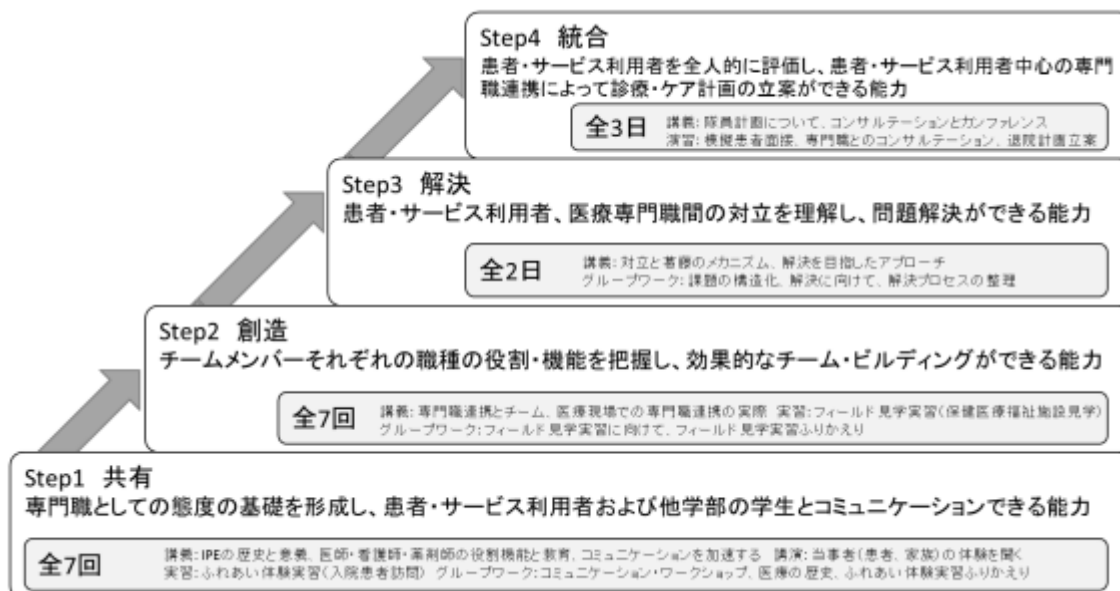 Step4 統合
患者・サービス利用者を全人的に評価し、患者・サービス利用者中心の専門
職連携によって診療・ケア計画の立案ができる能力
全3日
講義：隊員計画について、コンサルテーションとカンファレンス
演習：模擬患者面接、専門職とのコンサルテーション、退院計画立案
Step3 解決
患者・サービス利用者、医療専門職間の対立を理解し、問題解決ができる能力
全2日
講義：対立と葛藤のメカニズム、解決を目指したアプローチ
グループワーク：課題の構造化、解決に向けて、解決プロセスの整理
Step2 創造
チームメンバーそれぞれの職種の役割・機能を把握し、効果的なチーム・ビルディングができる能力
全7回
講義：専門職連携とチーム、医療現場での専門職連携の実際 実習：フィールド見学実習（保健医療福祉施設見学）
グループワーク：フィールド見学実習に向けて、フィールド見学実習ふりかえり
Step1 共有
専門職としての態度の基礎を形成し、患者・サービス利用者および他学部の学生とコミュニケーションできる能力
全7回
講義：IPEの歴史と意義、医師・看護師・薬剤師の役割機能と教育、コミュニケーションを加速する 講演：当事者（患者、家族）の体験を聞く
実習：ふれあい体験実習（入院患者訪問） グループワーク：コミュニケーション・ワークショップ、医療の歴史、ふれあい体験実習ふりかえり